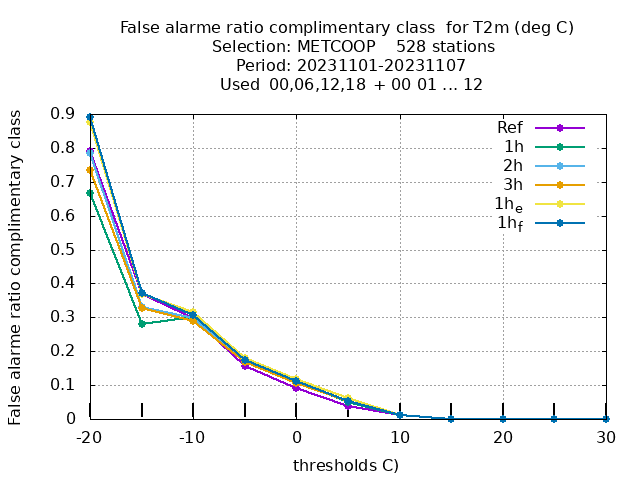 False alarme ratio complimentary class  for T2m (deg C)
Selection: METCOOP    528 stations
Period: 20231101-20231107
Used  00,06,12,18  + 00 01 ... 12
False alarme ratio complimentary class
0.9
0.8
0.7
0.6
0.5
0.4
0.3
0.2
0.1
0
Ref
1h
2h
3h
1he
1hf
-20
-10
0
10
20
30
thresholds C)